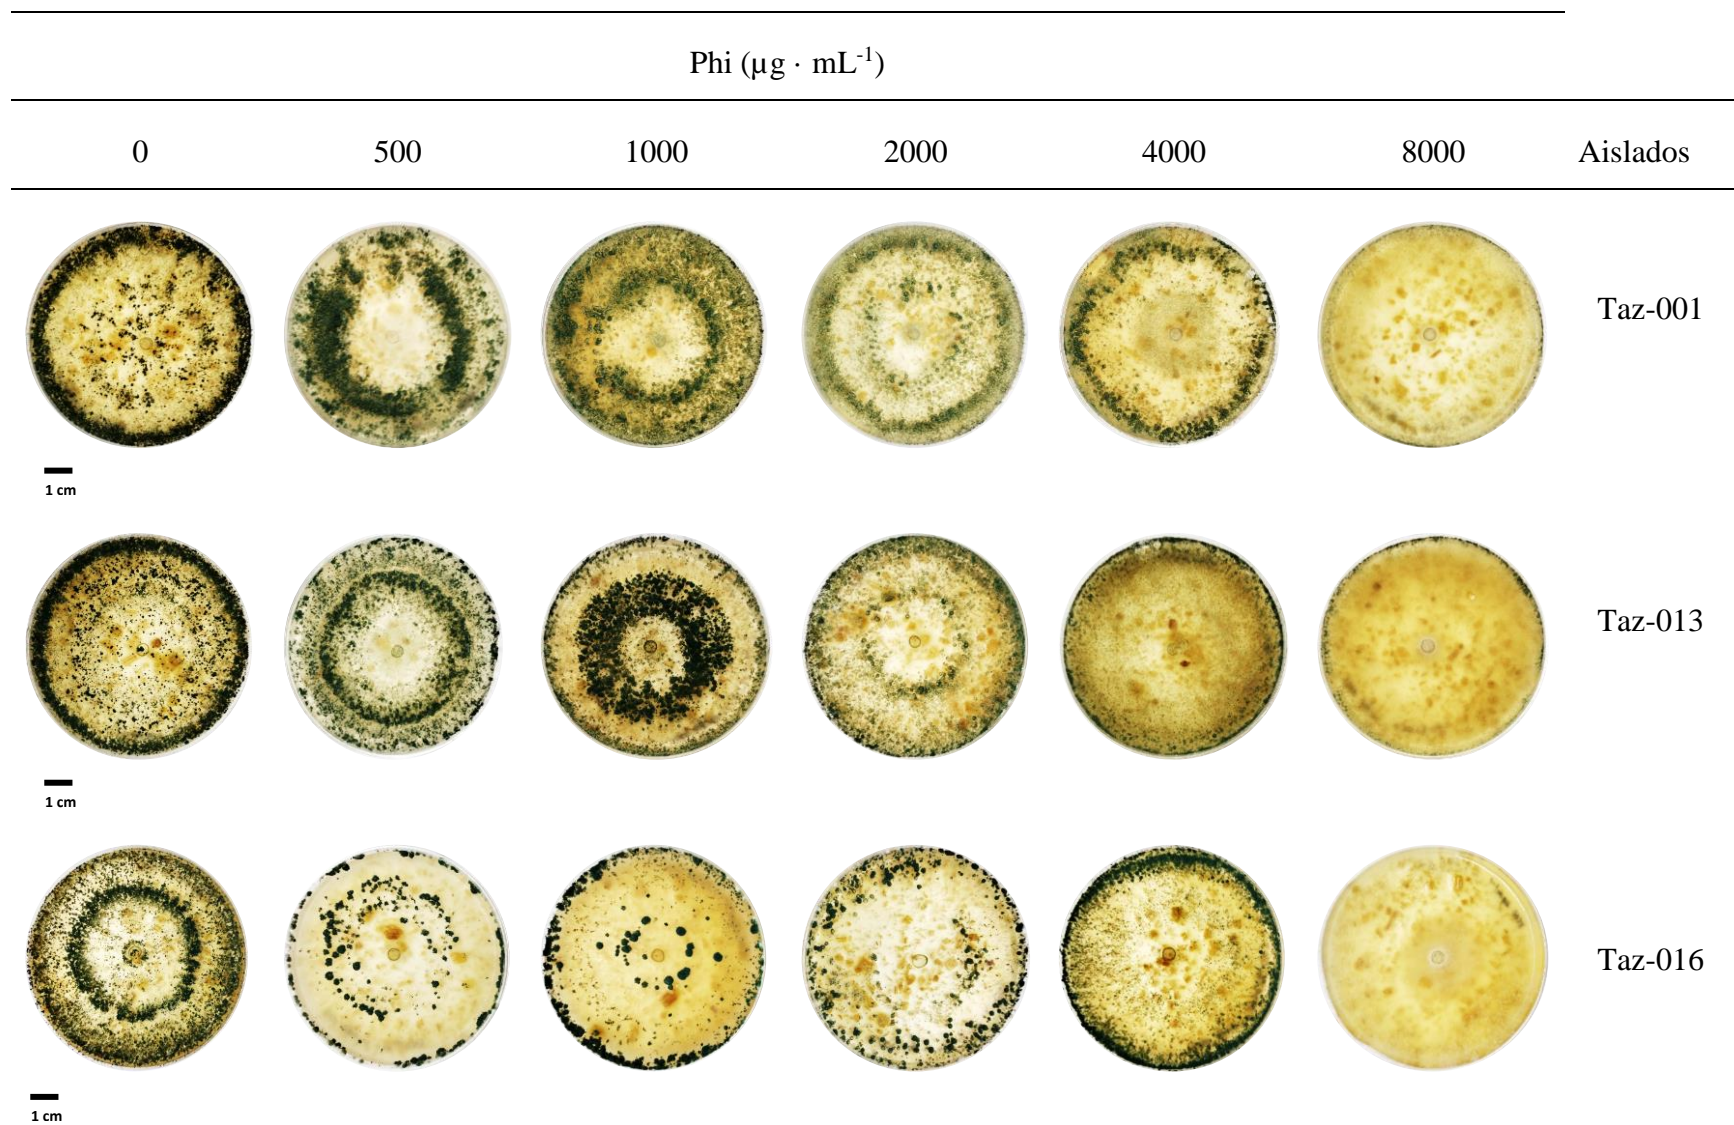 Phi (µg · mL-1)
0 500 1000 2000 4000 8000 Aislados
Taz-001
1 cm
Taz-013
1 cm
Taz-016
1 cm